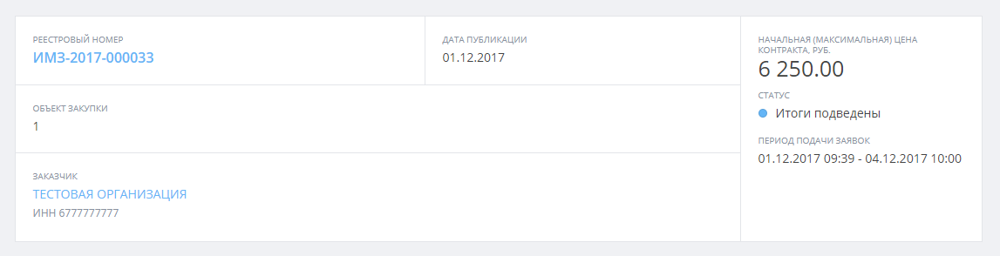 РЕЕСТРОВЫЙ НОМЕР
ИМЗ-2017-000033
ДАТА ПУБЛИКАЦИИ
01.12.2017
ОБЪЕКТ ЗАКУПКИ
1
ЗАКАЗЧИК
ТЕСТОВАЯ ОРГАНИЗАЦИЯ
ИНН 6777777777
НАЧАЛЬНАЯ (МАКСИМАЛЬНАЯ) ЦЕНА
КОНТРАКТА, РУБ.
6 250.00
СТАТУС
Итоги подведены
ПЕРИОД ПОДАЧИ ЗАЯВОК
01.12.2017 09:39 - 04.12.2017 10:00